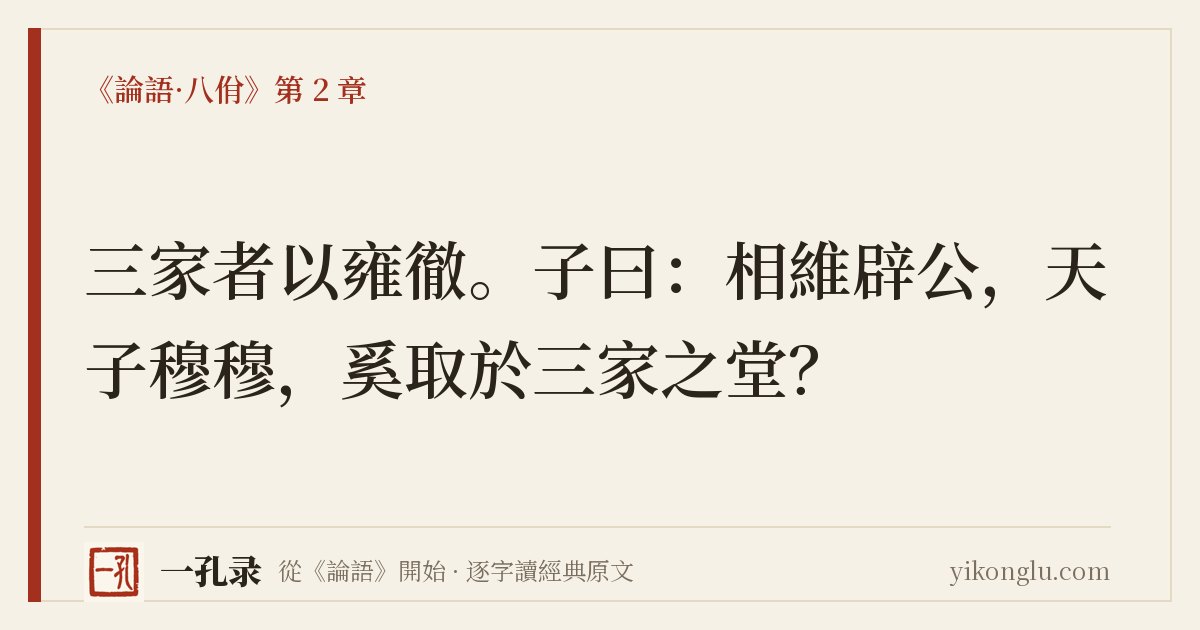 《論語·八佾》第 2 章
三家者以雍徹。子曰：相維辟公，天
子穆穆，奚取於三家之堂？
一孔
一孔录 從《論語》開始 · 逐字讀經典原文 yikonglu.com